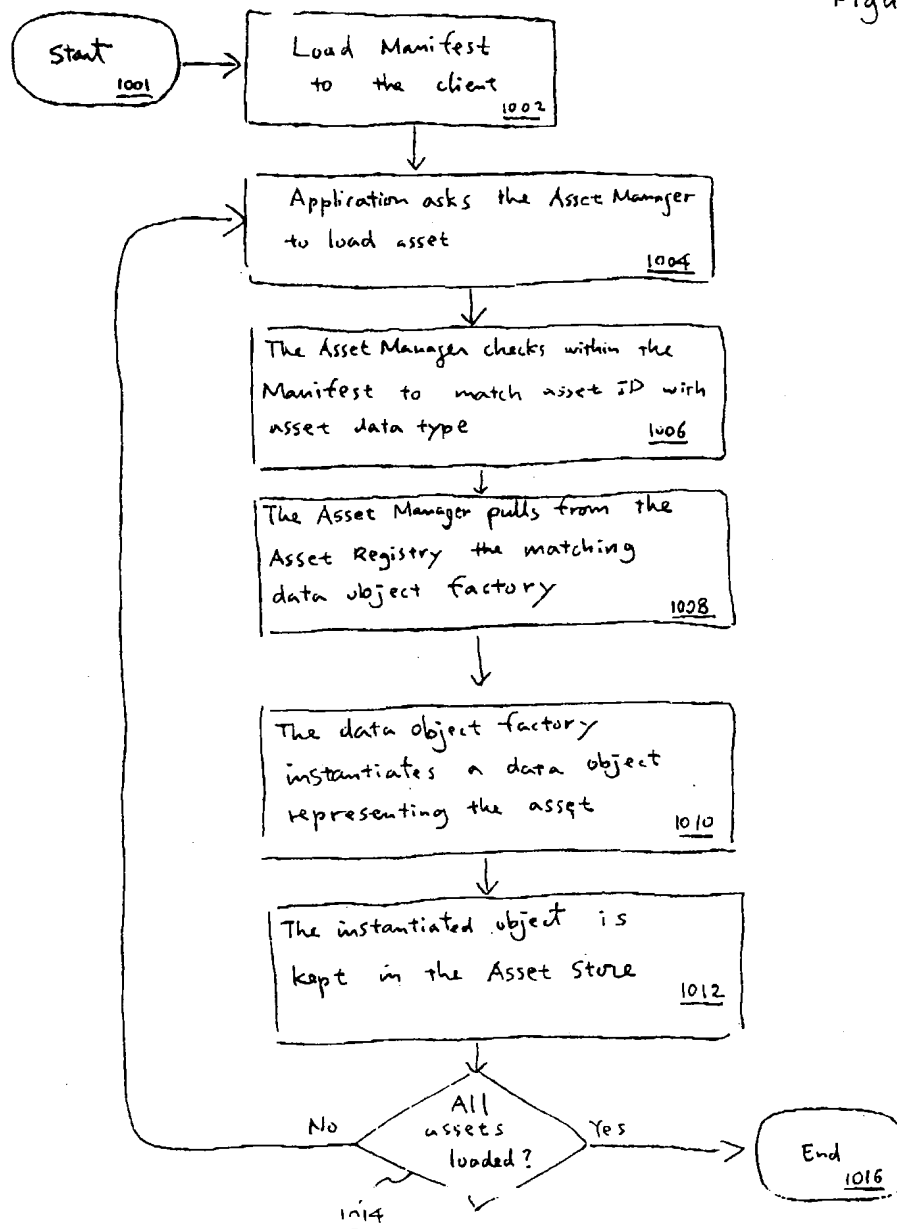 Figu
Start
1001
Load Manifest
to the client
1002
Application asks the Asset Manager
to load asset
1004
The Asset Manager checks within the
Manifest to match asset ID with
asset data type
1006
The Asset Manager pulls from the
Asset Registry the matching
data object factory
1008
The data object factory
instantiates a data object
representing the asset
1010
The instantiated object is
kept in the Asset Store
1012
All
assets
loaded?
No
Yes
1014
End
1016